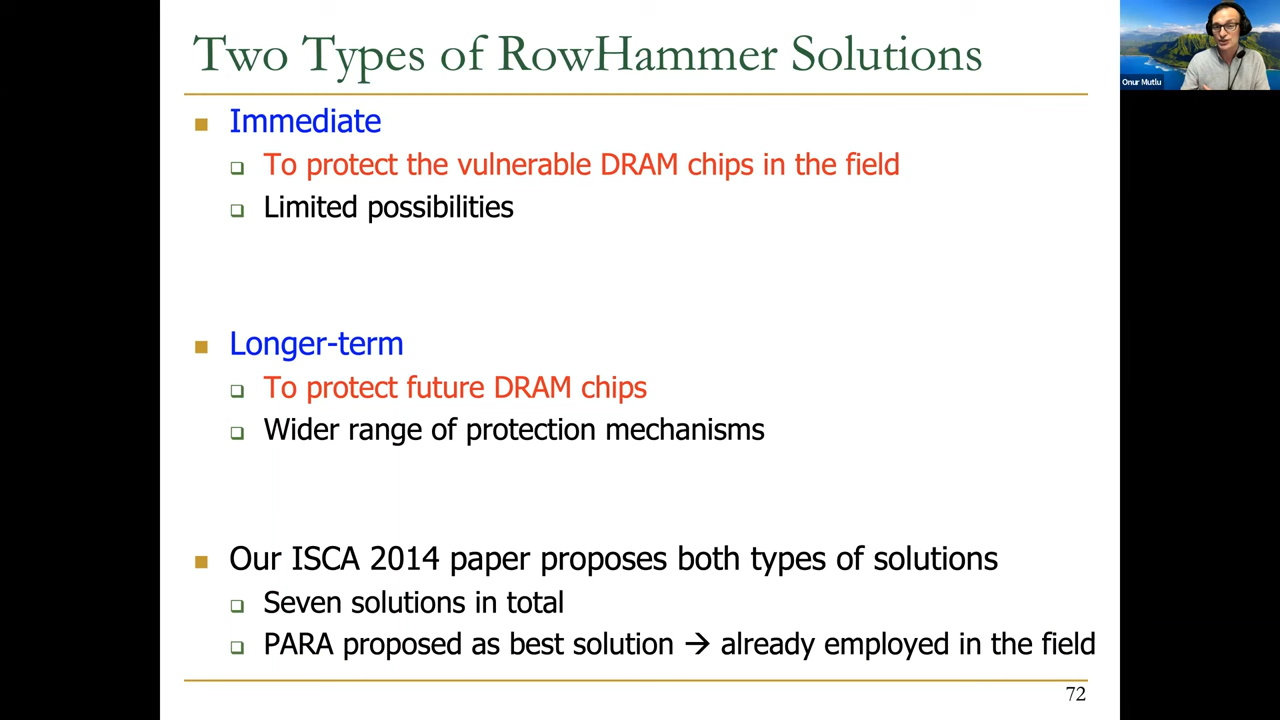 Two Types of RowHammer Solutions
Onur Mutlu
Immediate
To protect the vulnerable DRAM chips in the field
Limited possibilities
Longer-term
To protect future DRAM chips
Wider range of protection mechanisms
Our ISCA 2014 paper proposes both types of solutions
Seven solutions in total
PARA proposed as best solution → already employed in the field
72